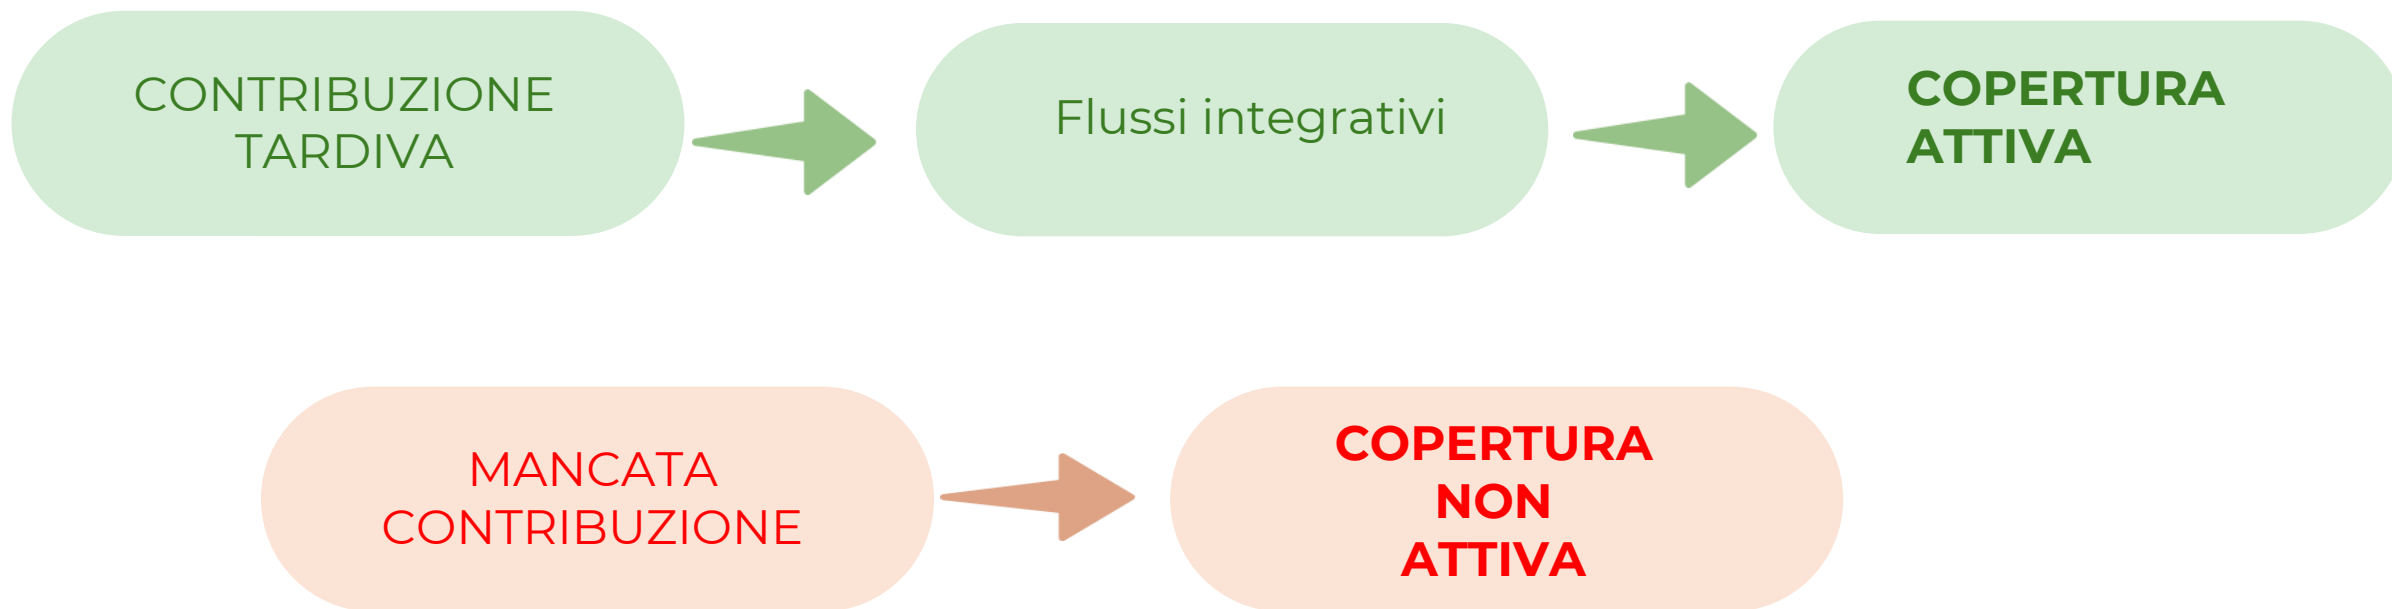 CONTRIBUZIONE
TARDIVA
Flussi integrativi
COPERTURA
ATTIVA
MANCATA
CONTRIBUZIONE
COPERTURA
NON
ATTIVA